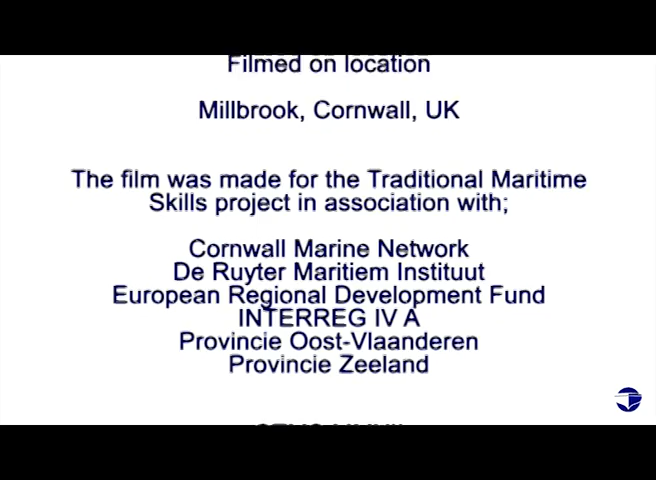 Filmed on location
Millbrook, Cornwall, UK
The film was made for the Traditional Maritime
Skills project in association with;
Cornwall Marine Network
De Ruyter Maritiem Instituut
European Regional Development Fund
INTERREG IV A
Provincie Oost-Vlaanderen
Provincie Zeeland